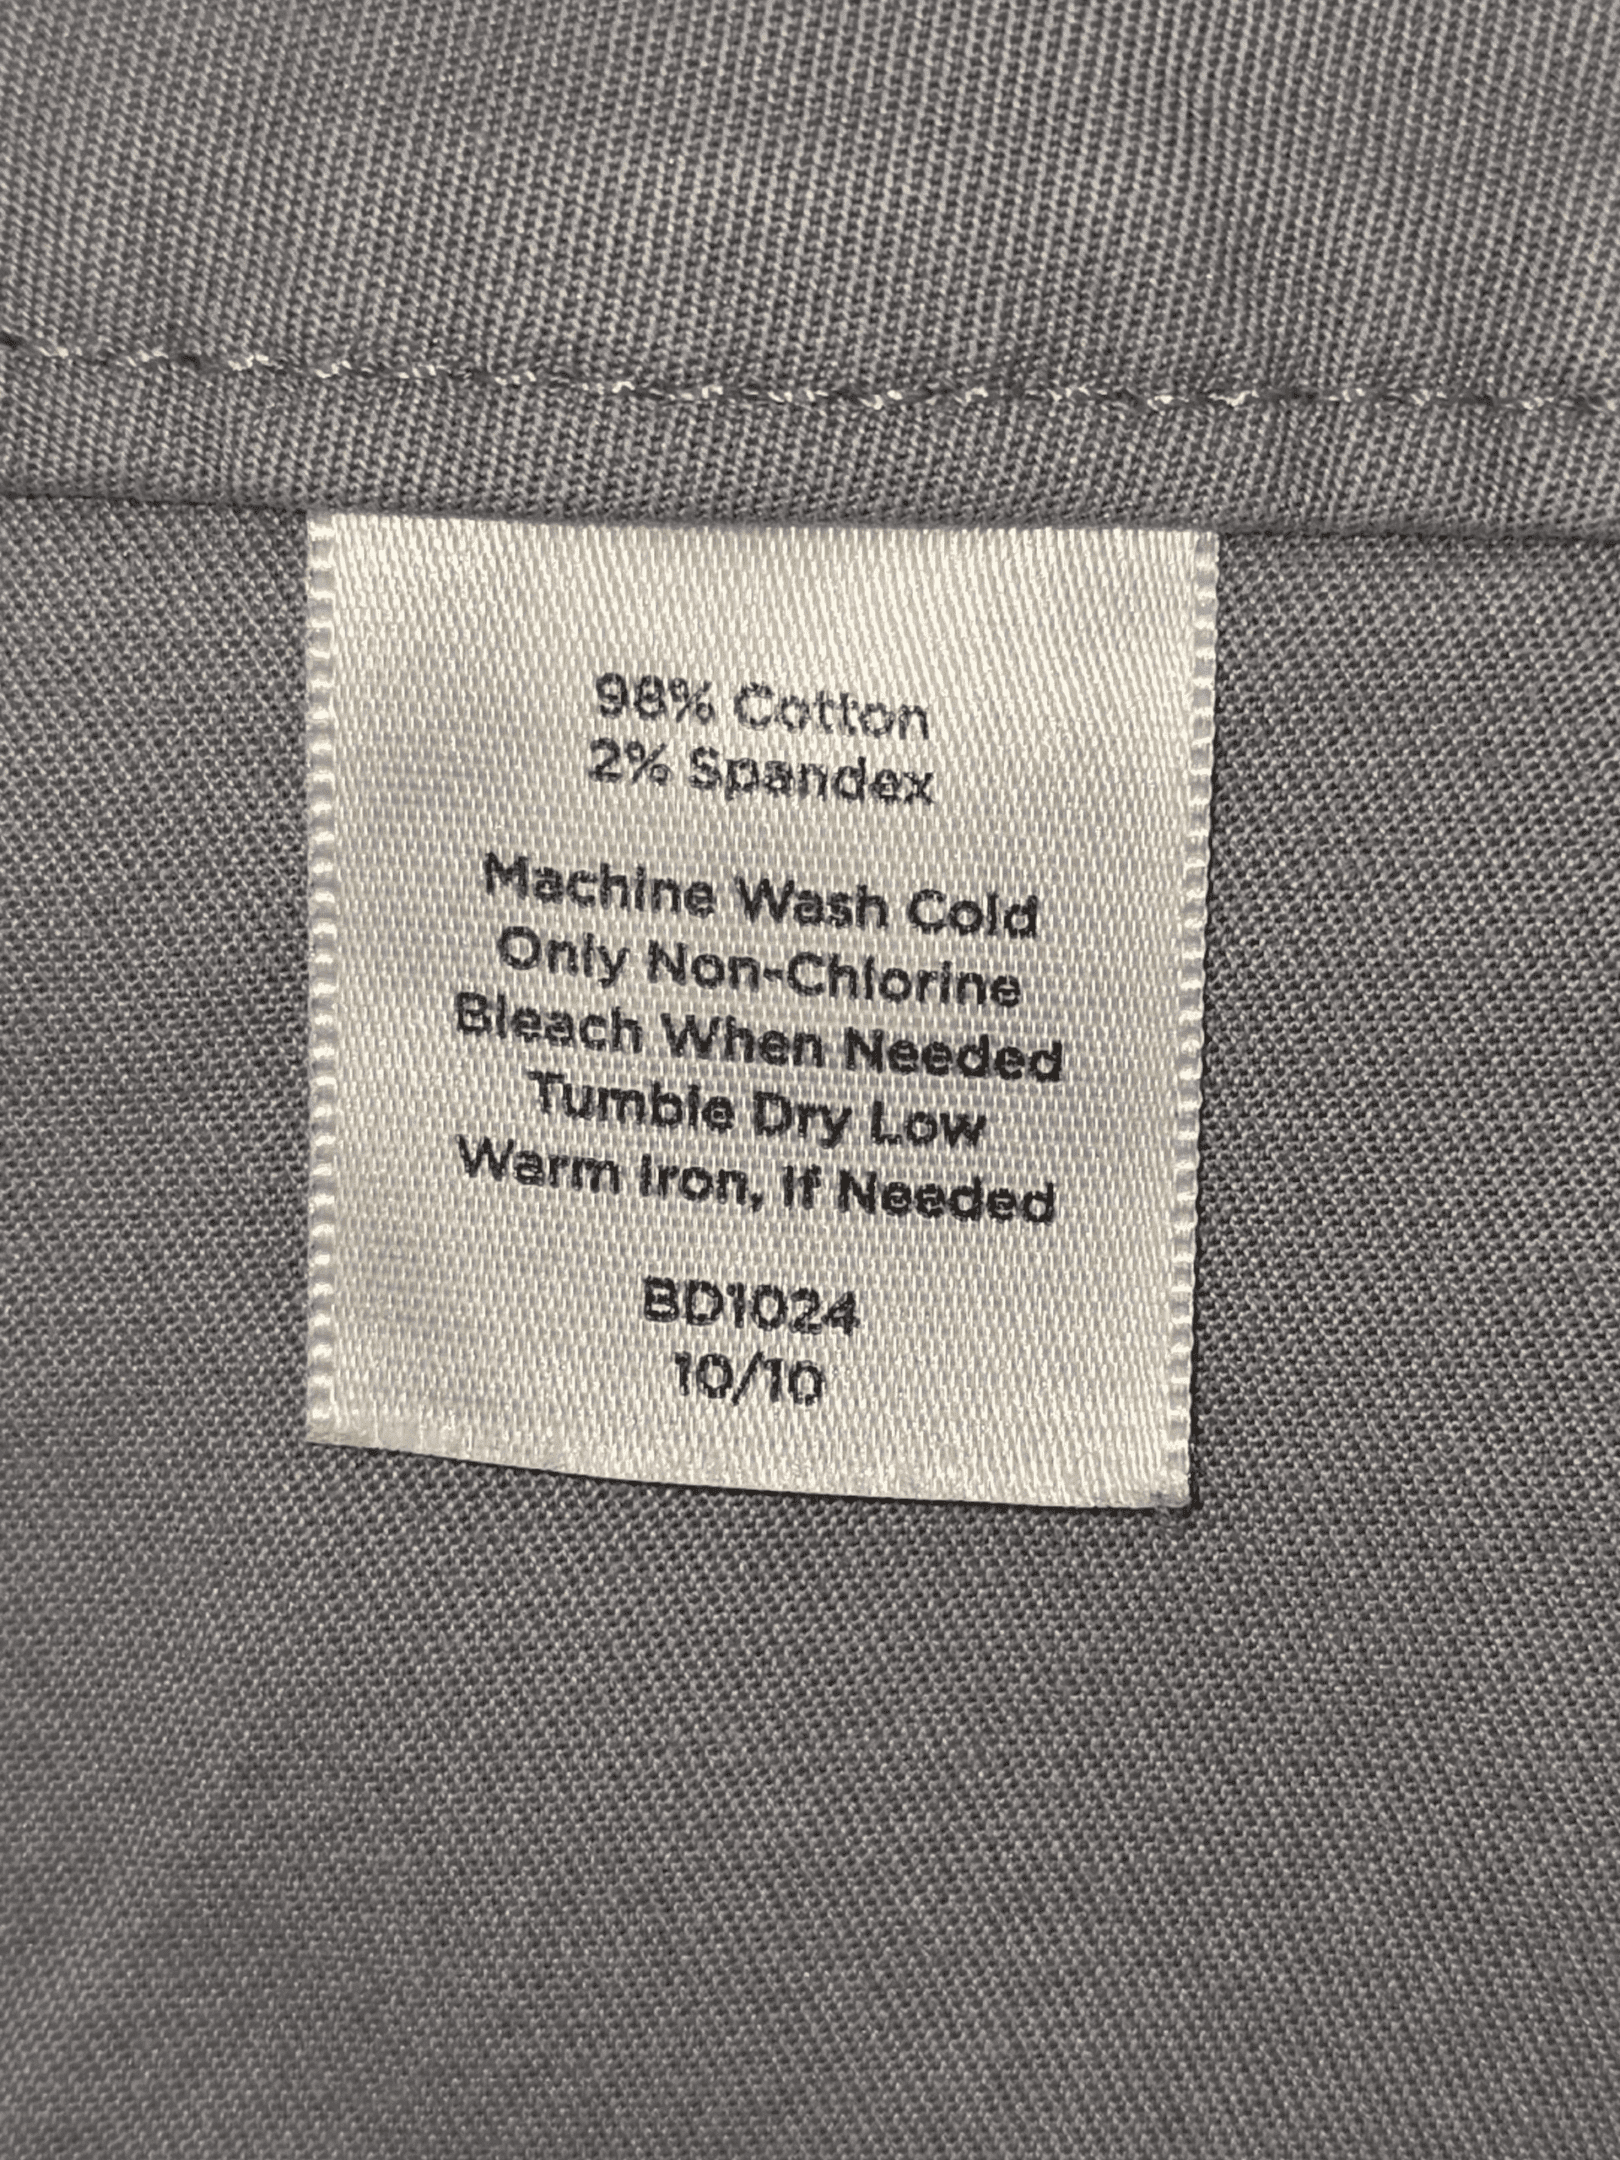 98% Cotton
2% Spandex
Machine Wash Cold
Only Non-Chlorine
Bleach When Needed
Tumble Dry Low
Warm Iron, If Needed
BD1024
10/10